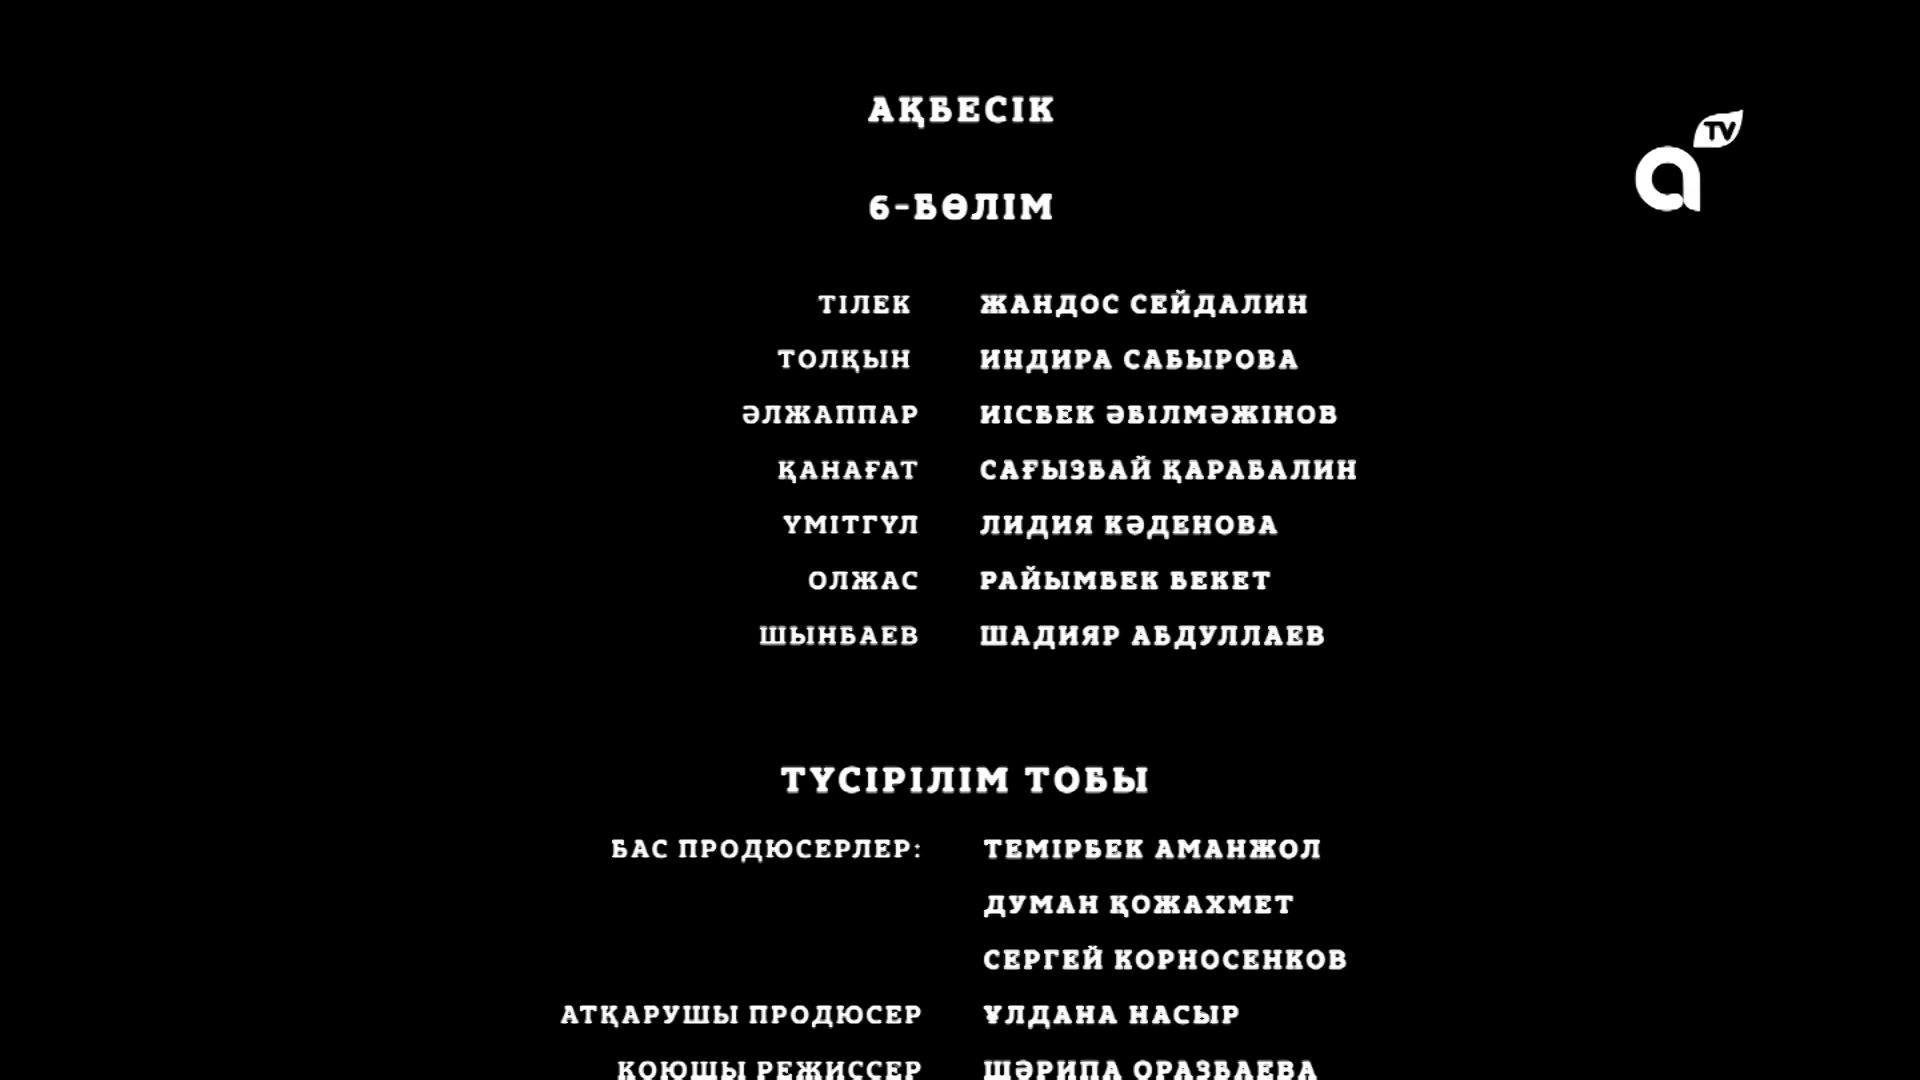 АҚБЕСІК
TV
a
6-БӨЛІМ
ТІЛЕК ЖАНДОС СЕЙДАЛИН
ТОЛҚЫН ИНДИРА САБЫРОВА
ӘЛЖАППАР ИІСБЕК ӘБІЛМӘЖІНОВ
ҚАНАҒАТ САҒЫЗБАЙ ҚАРАБАЛИН
ҮМІТГҮЛ ЛИДИЯ КӘДЕНОВА
ОЛЖАС РАЙЫМБЕК БЕКЕТ
ШЫНБАЕВ ШАДИЯР АБДУЛЛАЕВ
ТҮСІРІЛІМ ТОБЫ
БАС ПРОДЮСЕРЛЕР: ТЕМІРБЕК АМАНЖОЛ
ДУМАН ҚОЖАХМЕТ
СЕРГЕЙ КОРНОСЕНКОВ
АТҚАРУШЫ ПРОДЮСЕР ҰЛДАНА НАСЫР
ҚОЮШЫ РЕЖИССЕР ШӘРИПА ОРАЗБАЕВА